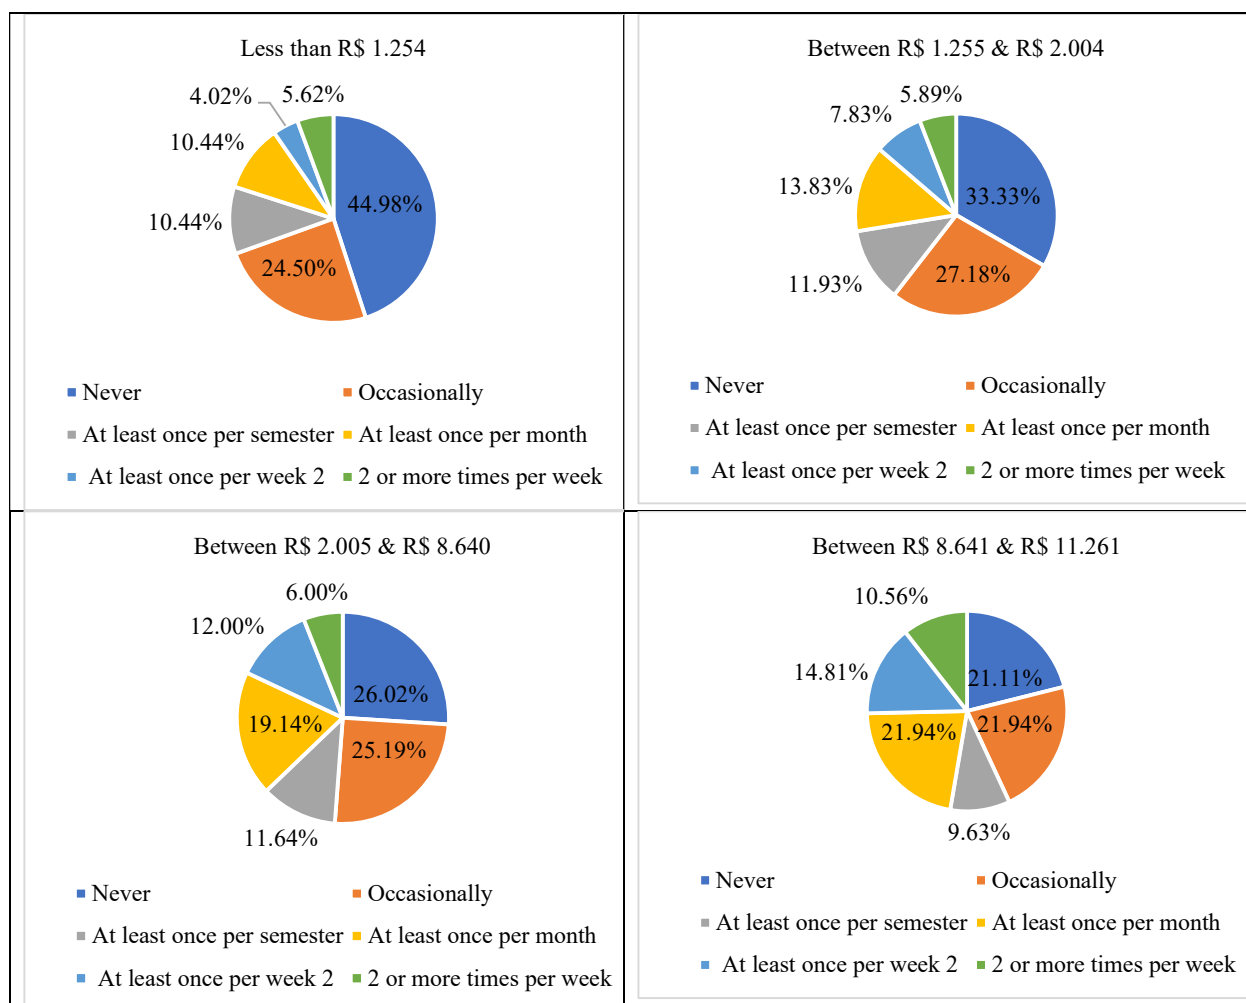 Less than R$ 1.254
4.02%
5.62%
10.44%
44.98%
10.44%
24.50%
Never
Occasionally
At least once per semester
At least once per month
At least once per week 2
2 or more times per week
Between R$ 1.255 & R$ 2.004
5.89%
7.83%
13.83%
33.33%
27.18%
11.93%
Never
Occasionally
At least once per semester
At least once per month
At least once per week 2
2 or more times per week
Between R$ 2.005 & R$ 8.640
6.00%
12.00%
26.02%
19.14%
25.19%
11.64%
Never
Occasionally
At least once per semester
At least once per month
At least once per week 2
2 or more times per week
Between R$ 8.641 & R$ 11.261
10.56%
14.81%
21.11%
21.94%
21.94%
9.63%
Never
Occasionally
At least once per semester
At least once per month
At least once per week 2
2 or more times per week